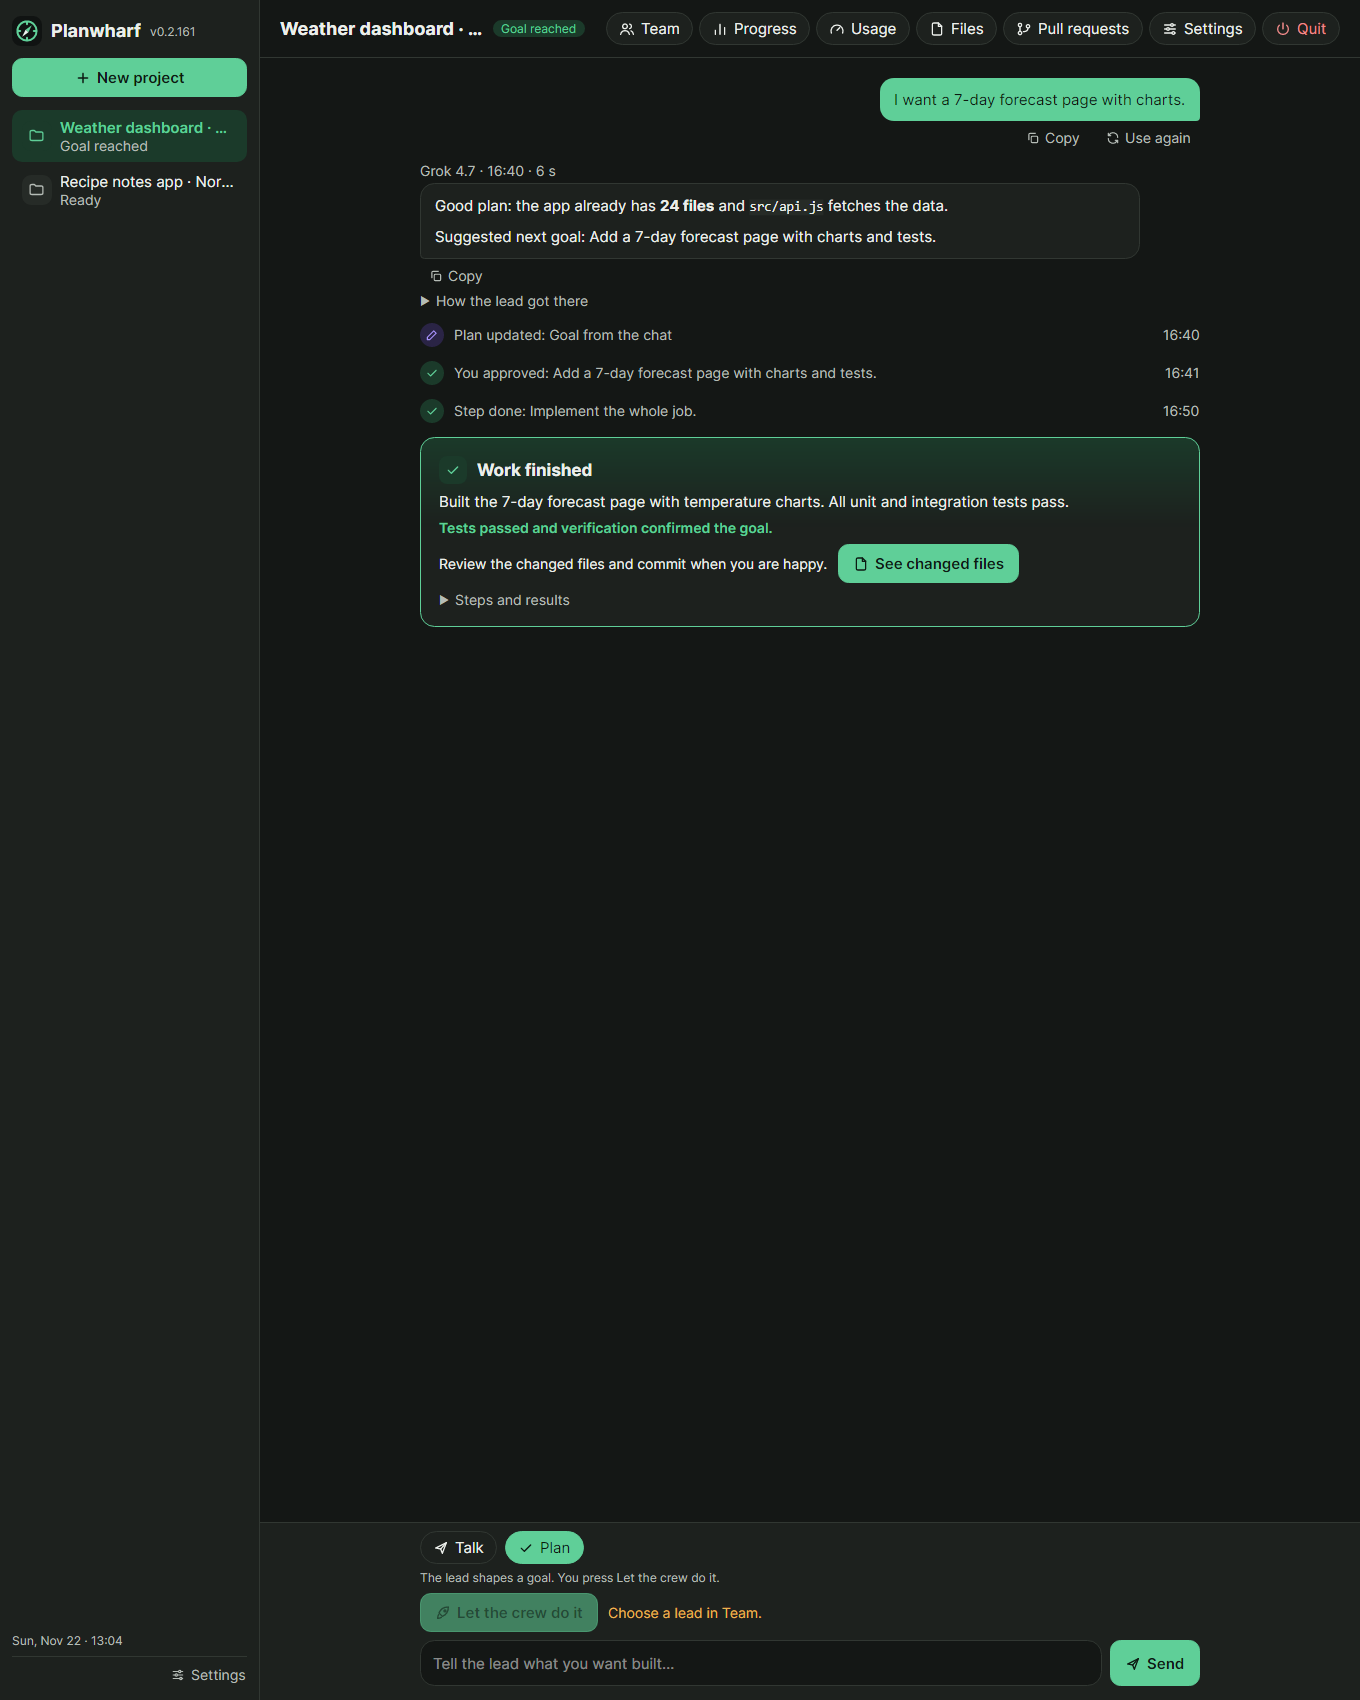 Planwharf v0.2.161
New project
Weather dashboard · ...
Goal reached
Recipe notes app · Nor...
Ready
Sun, Nov 22 · 13:04
Settings
Weather dashboard · ...
Goal reached
Team
Progress
Usage
Files
Pull requests
Settings
Quit
I want a 7-day forecast page with charts.
Copy
Use again
Grok 4.7 · 16:40 · 6 s
Good plan: the app already has 24 files and src/api.js fetches the data.
Suggested next goal: Add a 7-day forecast page with charts and tests.
Copy
How the lead got there
Plan updated: Goal from the chat 16:40
You approved: Add a 7-day forecast page with charts and tests. 16:41
Step done: Implement the whole job. 16:50
Work finished
Built the 7-day forecast page with temperature charts. All unit and integration tests pass.
Tests passed and verification confirmed the goal.
Review the changed files and commit when you are happy.
See changed files
Steps and results
Talk
Plan
The lead shapes a goal. You press Let the crew do it.
Let the crew do it
Choose a lead in Team.
Tell the lead what you want built...
Send